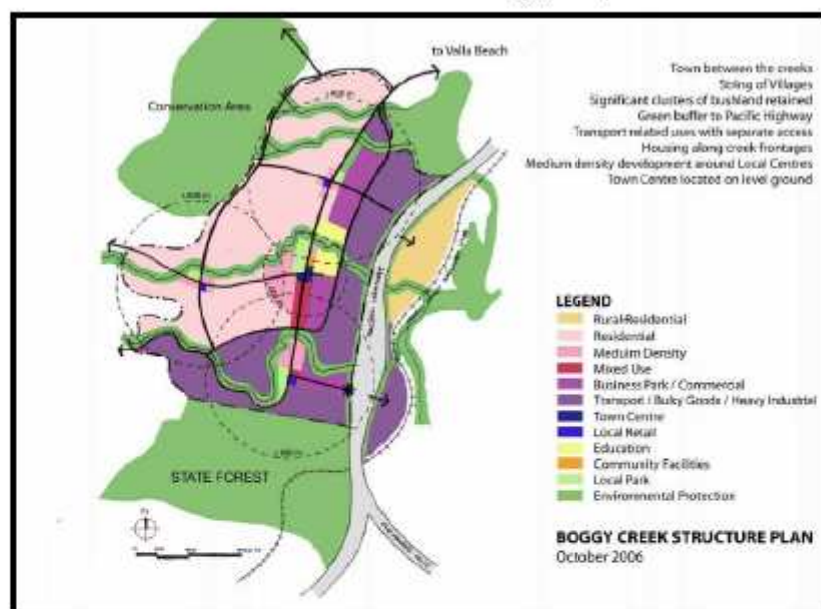 to Valla Beach
Town between the creeks
String of Villages
Significant clusters of bushland retained
Green buffer to Pacific Highway
Transport related uses with separate access
Housing along creek frontages
Medium density development around Local Centres
Town Centre located on level ground
Conservation Area
STATE FOREST
LEGEND
Rural-Residential
Residential
Meduim Density
Mixed Use
Business Park / Commercial
Transport / Bulky Goods / Heavy Industrial
Town Centre
Local Retail
Education
Community Facilities
Local Park
Environmental Protection
BOGGY CREEK STRUCTURE PLAN
October 2006